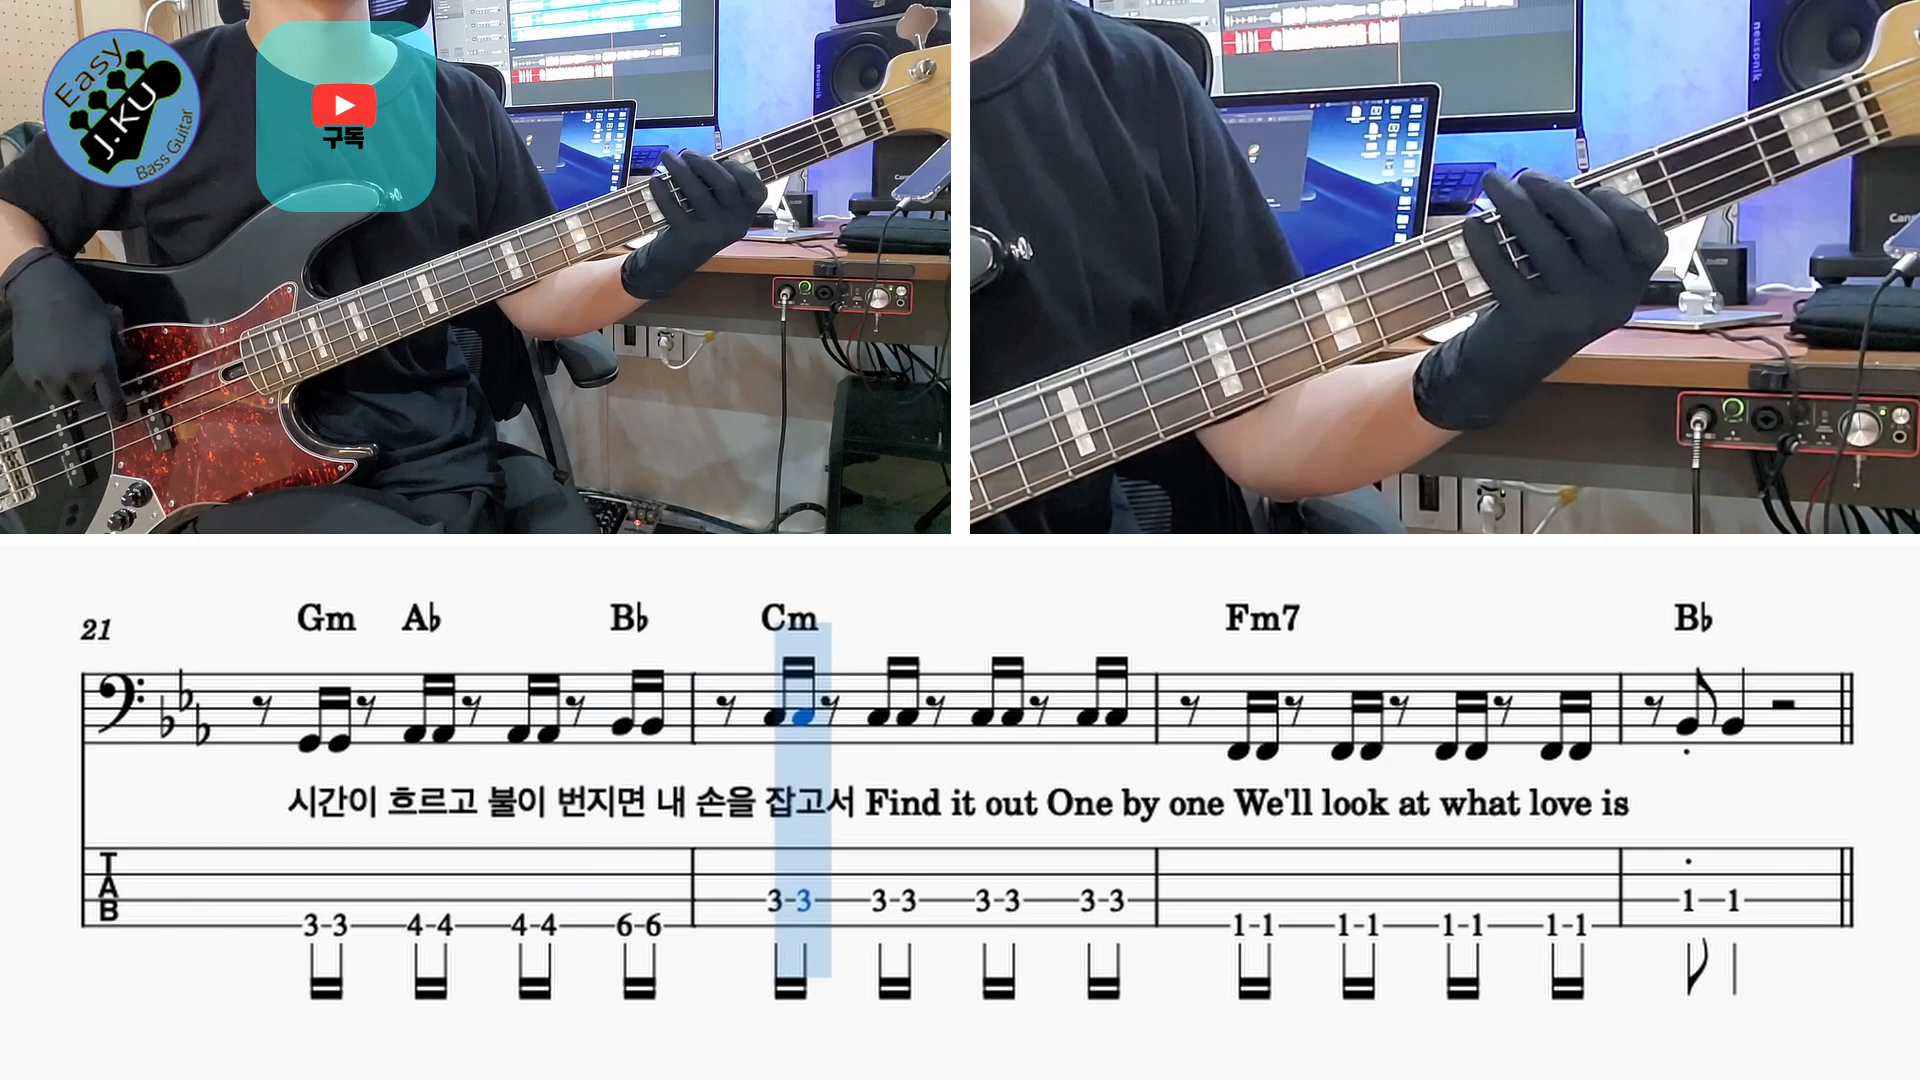 Easy
J.KU
Bass Guitar
구독
neusonik
neusonik
21 Gm A♭ B♭ Cm Fm7 B♭
시간이 흐르고 불이 번지면 내 손을 잡고서 Find it out One by one We'll look at what love is
T
A
B
3-3 3-3 3-3 3-3 1 1
3-3 4-4 4-4 6-6 1-1 1-1 1-1 1-1